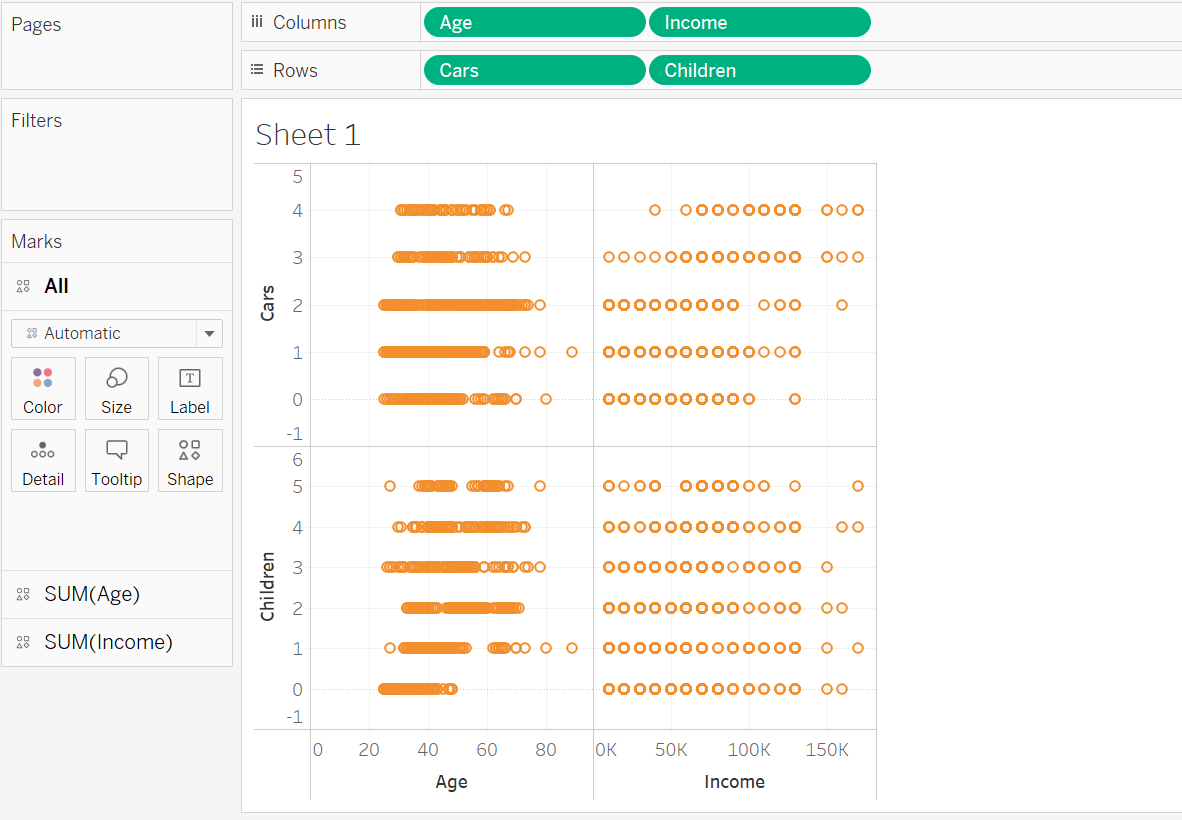 Pages
Columns
Age
Income
Rows
Cars
Children
Filters
Marks
All
Automatic
Color
Size
T
Label
Detail
Tooltip
Shape
SUM(Age)
SUM(Income)
Sheet 1
5
4
3
2
1
0
-1
Cars
6
5
4
3
2
1
0
-1
Children
0
20
40
60
80
Age
0K
50K
100K
150K
Income